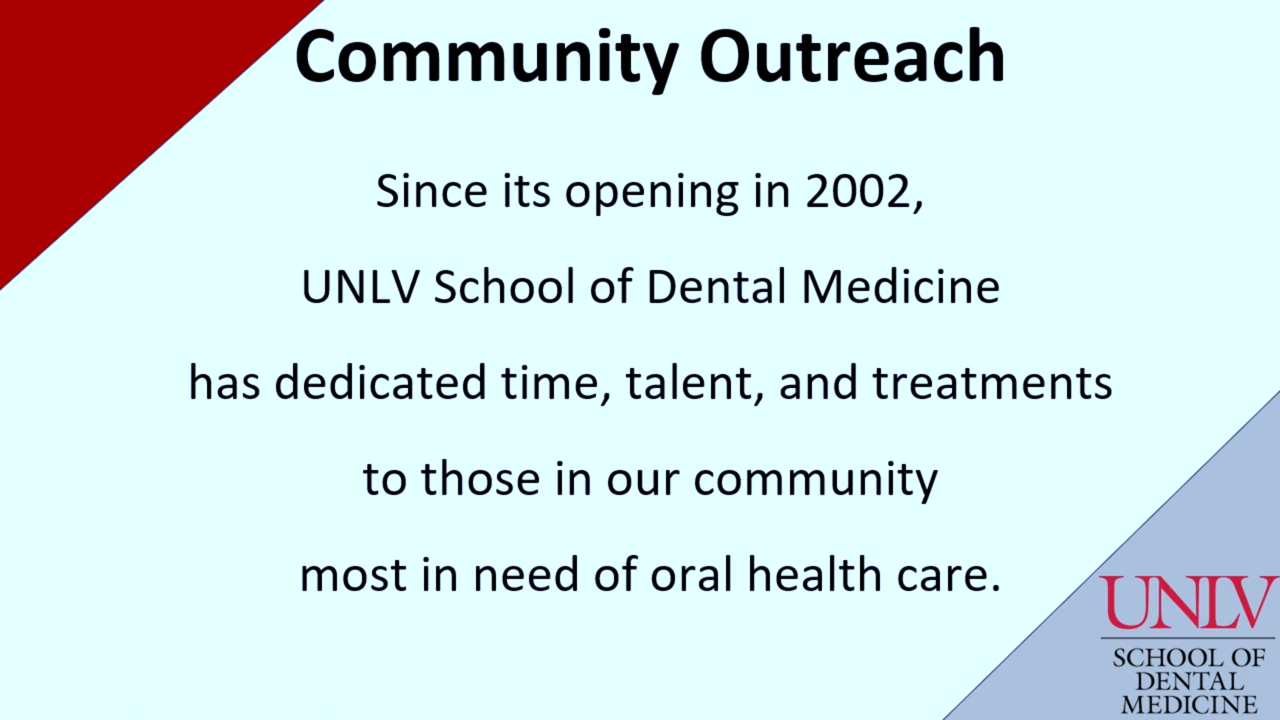 Community Outreach
Since its opening in 2002,
UNLV School of Dental Medicine
has dedicated time, talent, and treatments
to those in our community
most in need of oral health care.
UNLV
SCHOOL OF
DENTAL
MEDICINE